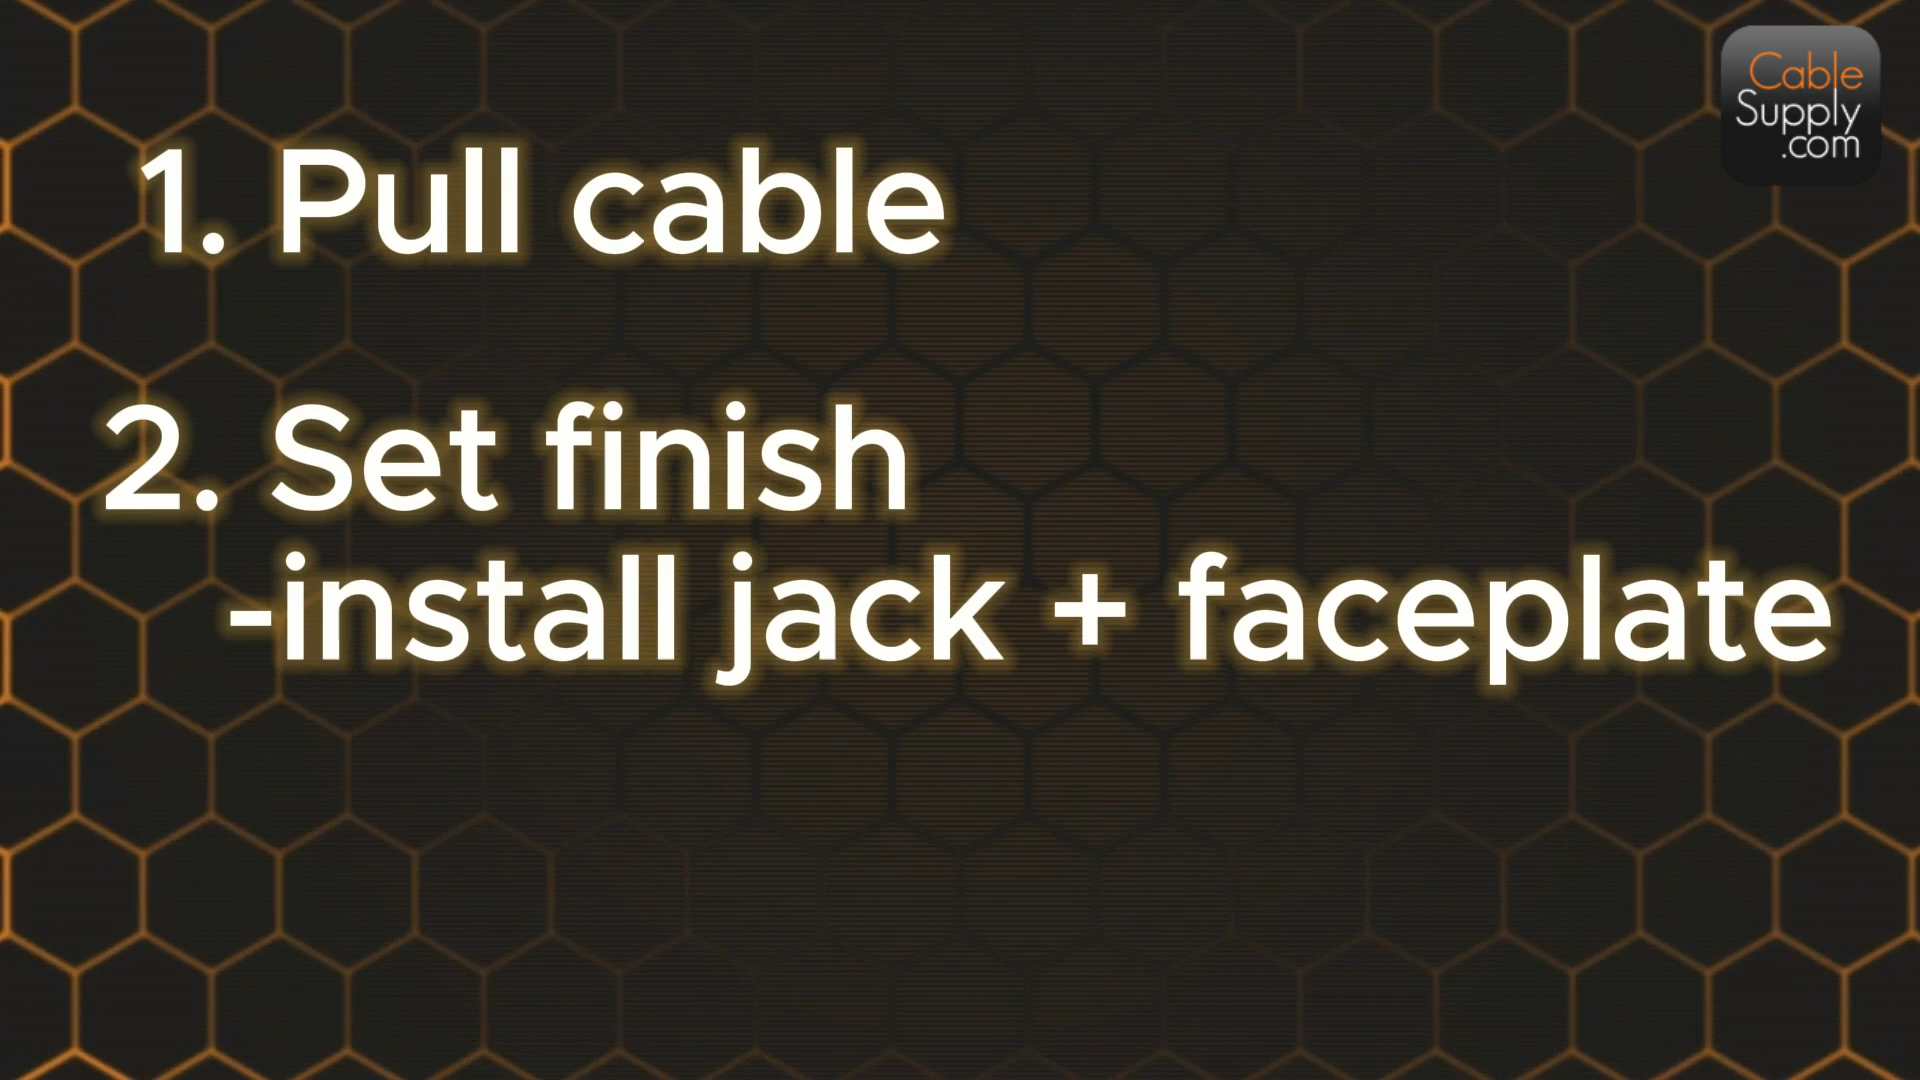 Cable
Supply
.com
1. Pull cable
2. Set finish
-install jack + faceplate